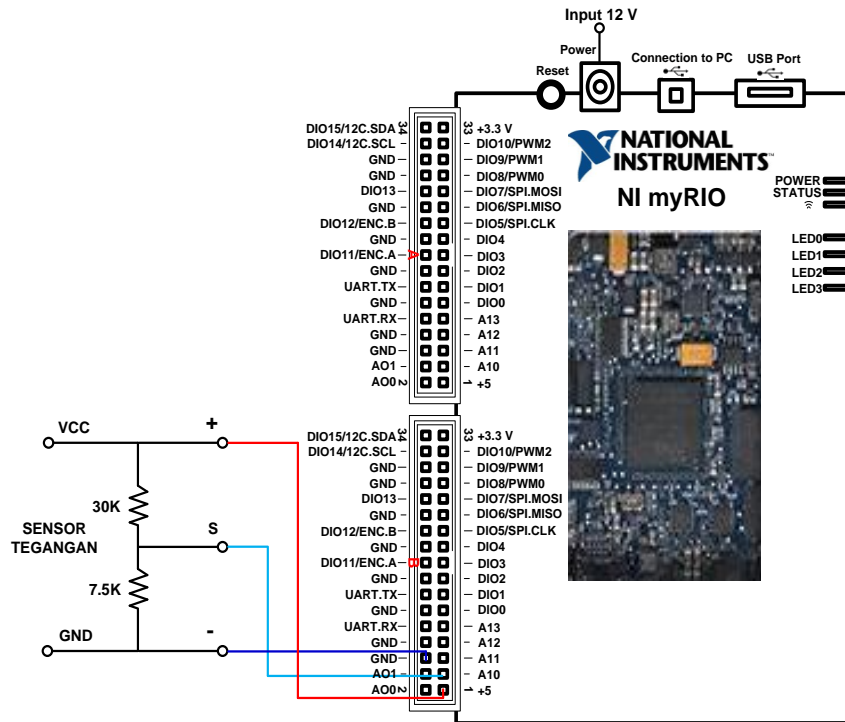 Input 12 V
Power
Connection to PC
USB Port
Reset
NATIONAL
INSTRUMENTS™
NI myRIO
POWER
STATUS
LED0
LED1
LED2
LED3
DIO15/12C.SDA 34 33 +3.3 V
DIO14/12C.SCL DIO10/PWM2
GND DIO9/PWM1
GND DIO8/PWM0
DIO13 DIO7/SPI.MOSI
GND DIO6/SPI.MISO
DIO12/ENC.B DIO5/SPI.CLK
GND DIO4
DIO11/ENC.A A DIO3
GND DIO2
UART.TX DIO1
GND DIO0
UART.RX A13
GND A12
GND A11
AO1 A10
AO0 2 1 +5
DIO15/12C.SDA 34 33 +3.3 V
DIO14/12C.SCL DIO10/PWM2
GND DIO9/PWM1
GND DIO8/PWM0
DIO13 DIO7/SPI.MOSI
GND DIO6/SPI.MISO
DIO12/ENC.B DIO5/SPI.CLK
GND DIO4
DIO11/ENC.A B DIO3
GND DIO2
UART.TX DIO1
GND DIO0
UART.RX A13
GND A12
GND A11
AO1 A10
AO0 2 1 +5
VCC +
30K
SENSOR
TEGANGAN
S
7.5K
GND -